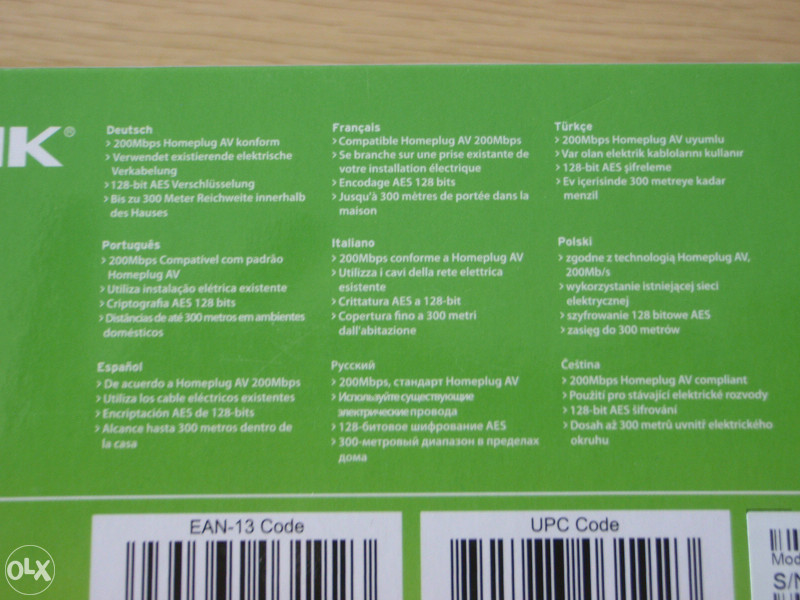 Deutsch
> 200Mbps Homeplug AV konform
> Verwendet existierende elektrische
Verkabelung
> 128-bit AES Verschlüsselung
> Bis zu 300 Meter Reichweite innerhalb
des Hauses
Français
> Compatible Homeplug AV 200Mbps
> Se branche sur une prise existante de
votre installation électrique
> Encodage AES 128 bits
> Jusqu'à 300 mètres de portée dans la
maison
Türkçe
> 200Mbps Homeplug AV uyumlu
> Var olan elektrik kablolarını kullanır
> 128-bit AES şifreleme
> Ev içerisinde 300 metreye kadar
menzil
Português
> 200Mbps Compatível com padrão
Homeplug AV
> Utiliza instalação elétrica existente
> Criptografia AES 128 bits
> Distâncias de até 300 metros em ambientes
domésticos
Italiano
> 200Mbps conforme a Homeplug AV
> Utilizza i cavi della rete elettrica
esistente
> Crittatura AES a 128-bit
> Copertura fino a 300 metri
dall'abitazione
Polski
> zgodne z technologią Homeplug AV,
200Mb/s
> wykorzystanie istniejącej sieci
elektrycznej
> szyfrowanie 128 bitowe AES
> zasięg do 300 metrów
Español
> De acuerdo a Homeplug AV 200Mbps
> Utiliza los cable eléctricos existentes
> Encriptación AES de 128-bits
> Alcance hasta 300 metros dentro de
la casa
Русский
> 200Mbps, стандарт Homeplug AV
> Используйте существующие
электрические провода
> 128-битовое шифрование AES
> 300-метровый диапазон в пределах
дома
Čeština
> 200Mbps Homeplug AV compliant
> Použití pro stávající elektrické rozvody
> 128-bit AES šifrování
> Dosah až 300 metrů uvnitř elektrického
okruhu
EAN-13 Code
UPC Code
S/N
OLX